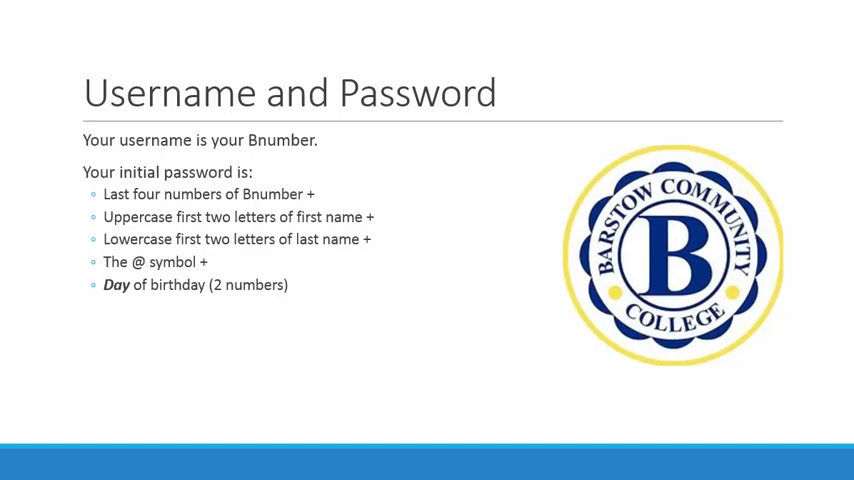 Username and Password
Your username is your Bnumber.
Your initial password is:
Last four numbers of Bnumber +
Uppercase first two letters of first name +
Lowercase first two letters of last name +
The @ symbol +
Day of birthday (2 numbers)
BARSTOW COMMUNITY
B
COLLEGE